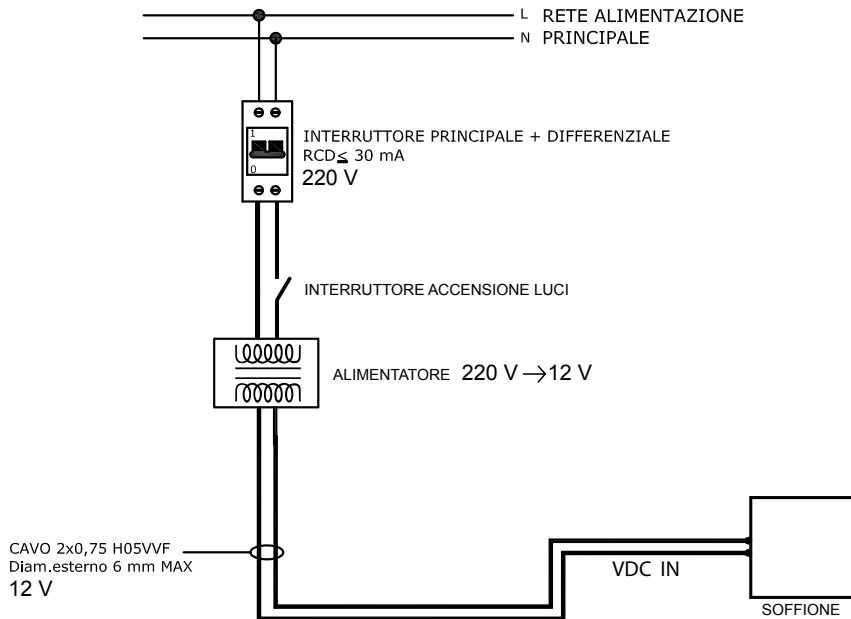 L RETE ALIMENTAZIONE
N PRINCIPALE
1
INTERRUTTORE PRINCIPALE + DIFFERENZIALE
RCD≤ 30 mA
0
220 V
INTERRUTTORE ACCENSIONE LUCI
ALIMENTATORE 220 V →12 V
CAVO 2x0,75 H05VVF
Diam.esterno 6 mm MAX
12 V
VDC IN
SOFFIONE